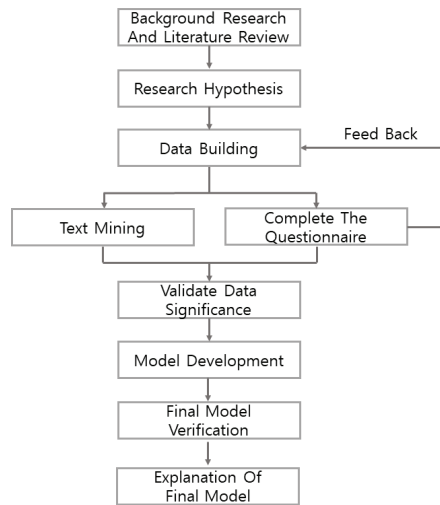 Background Research
And Literature Review
Research Hypothesis
Data Building
Feed Back
Text Mining
Complete The
Questionnaire
Validate Data
Significance
Model Development
Final Model
Verification
Explanation Of
Final Model